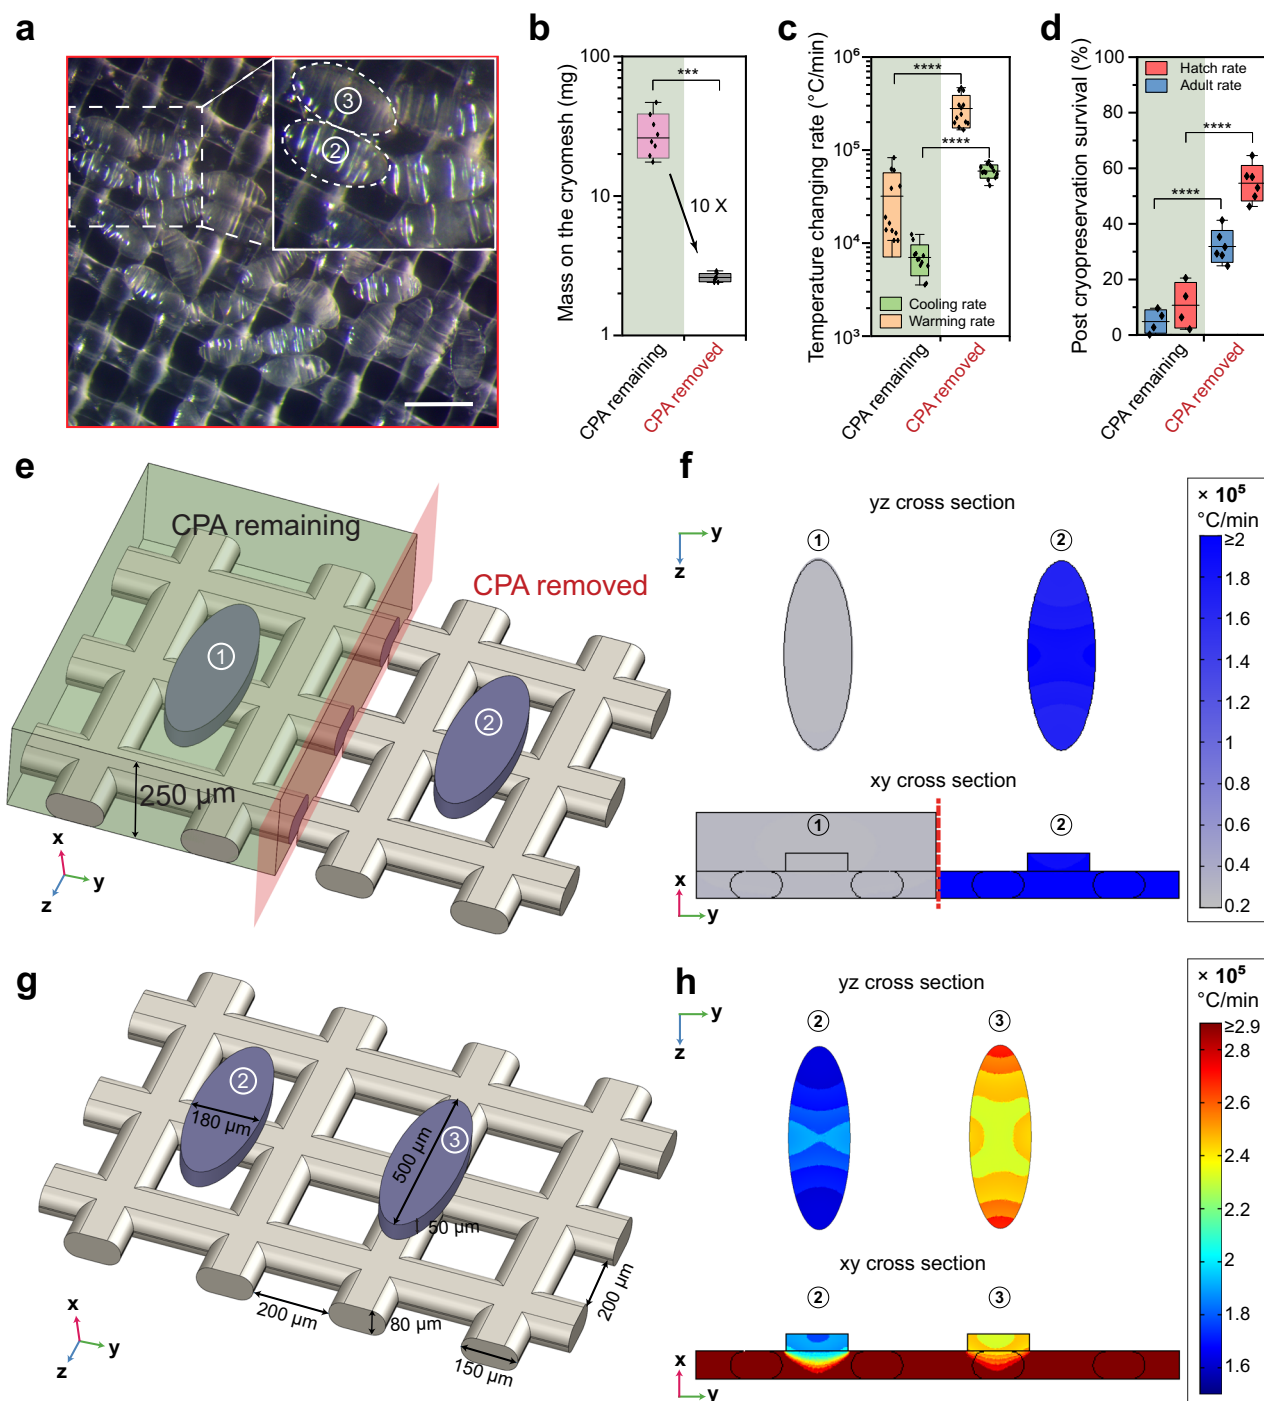 a
3
2
b
Mass on the cryomesh (mg)
100
10
1
***
10 X
CPA remaining
CPA removed
c
Temperature changing rate (°C/min)
10⁶
10⁵
10⁴
10³
****
****
Cooling rate
Warming rate
CPA remaining
CPA removed
d
Post cryopreservation survival (%)
100
80
60
40
20
0
Hatch rate
Adult rate
****
****
CPA remaining
CPA removed
e
CPA remaining
CPA removed
1
2
250 µm
x
y
z
f
yz cross section
y
z
1
2
xy cross section
1
2
x
y
× 10⁵
°C/min
≥2
1.8
1.6
1.4
1.2
1
0.8
0.6
0.4
0.2
g
2
180 µm
3
500 µm
50 µm
200 µm
200 µm
80 µm
150 µm
x
y
z
h
yz cross section
y
z
2
3
xy cross section
2
3
x
y
× 10⁵
°C/min
≥2.9
2.8
2.6
2.4
2.2
2
1.8
1.6